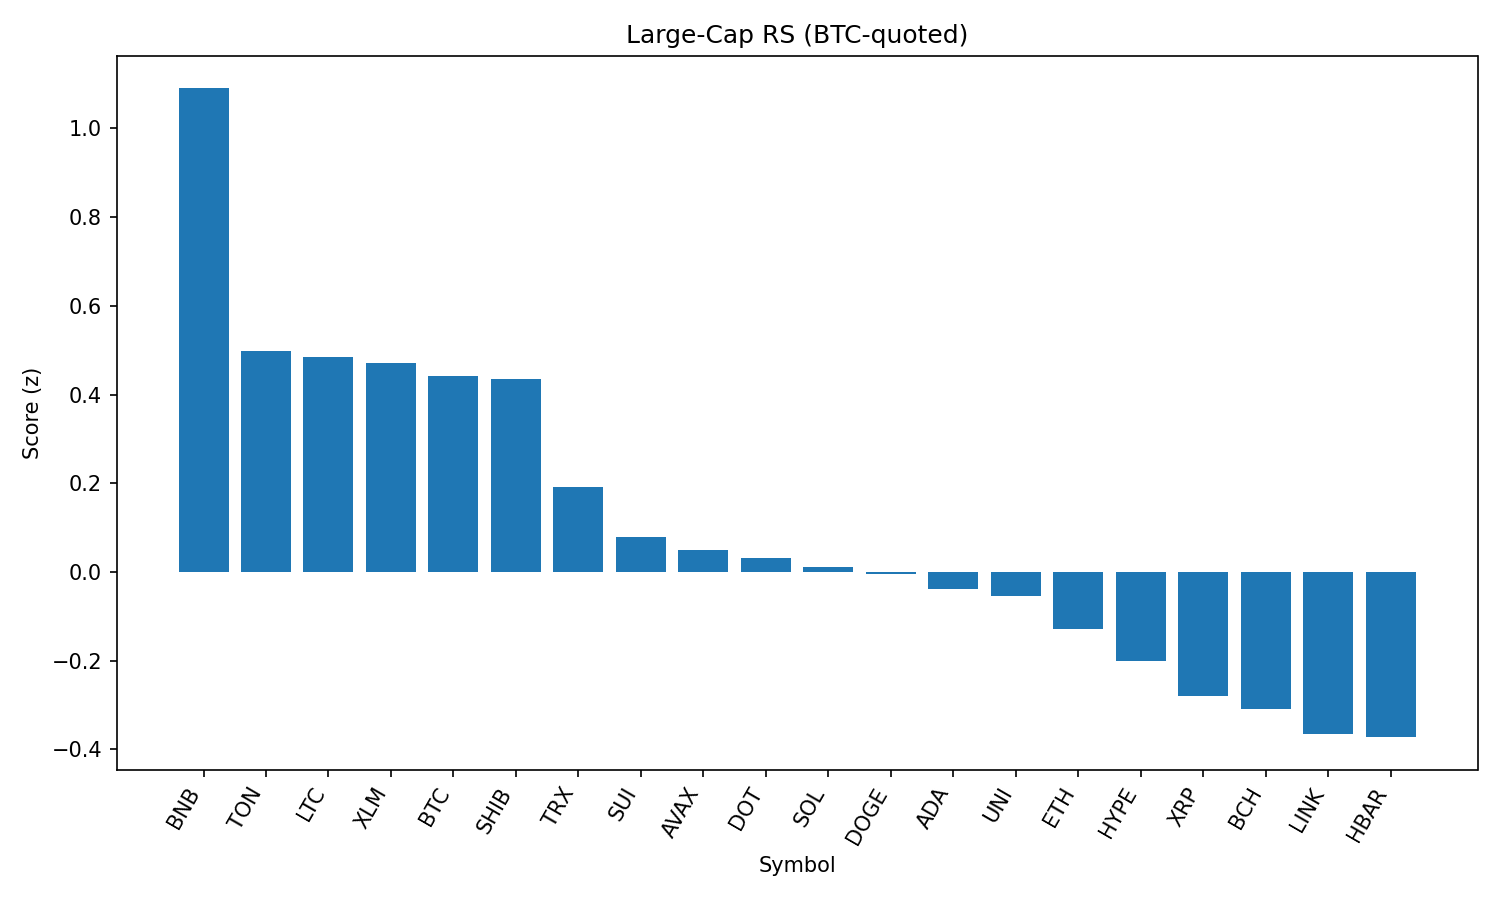 Large-Cap RS (BTC-quoted)
Score (z)
1.0
0.8
0.6
0.4
0.2
0.0
−0.2
−0.4
BNB
TON
LTC
XLM
BTC
SHIB
TRX
SUI
AVAX
DOT
SOL
DOGE
ADA
UNI
ETH
HYPE
XRP
BCH
LINK
HBAR
Symbol